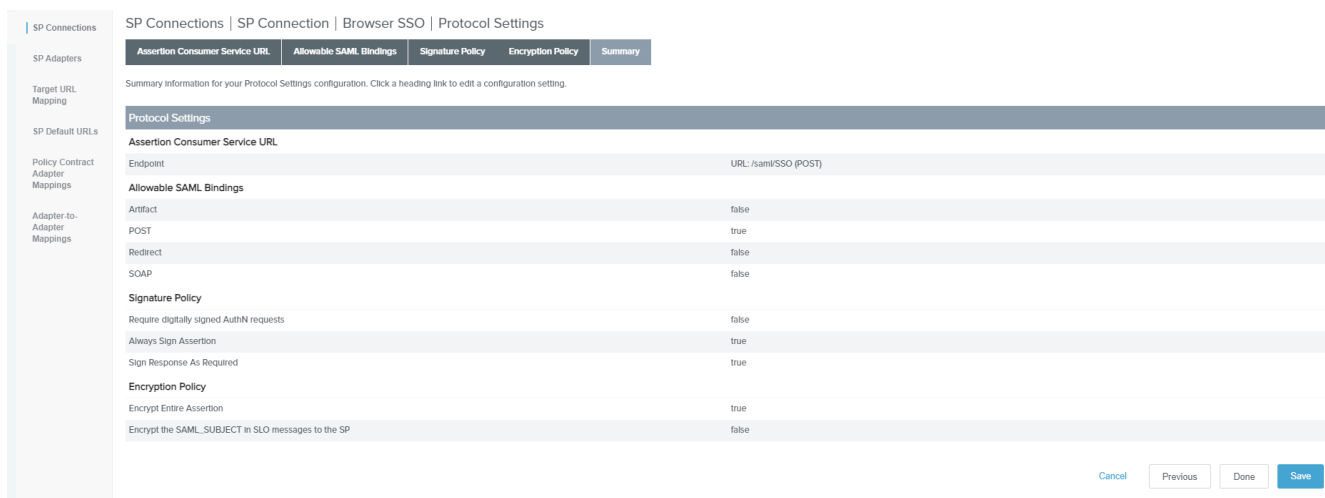 SP Connections
SP Adapters
Target URL
Mapping
SP Default URLs
Policy Contract
Adapter
Mappings
Adapter-to-
Adapter
Mappings
SP Connections | SP Connection | Browser SSO | Protocol Settings
Assertion Consumer Service URL Allowable SAML Bindings Signature Policy Encryption Policy Summary
Summary information for your Protocol Settings configuration. Click a heading link to edit a configuration setting.
Protocol Settings
Assertion Consumer Service URL
Endpoint URL: /saml/SSO (POST)
Allowable SAML Bindings
Artifact false
POST true
Redirect false
SOAP false
Signature Policy
Require digitally signed AuthN requests false
Always Sign Assertion true
Sign Response As Required true
Encryption Policy
Encrypt Entire Assertion true
Encrypt the SAML_SUBJECT in SLO messages to the SP false
Cancel Previous Done Save